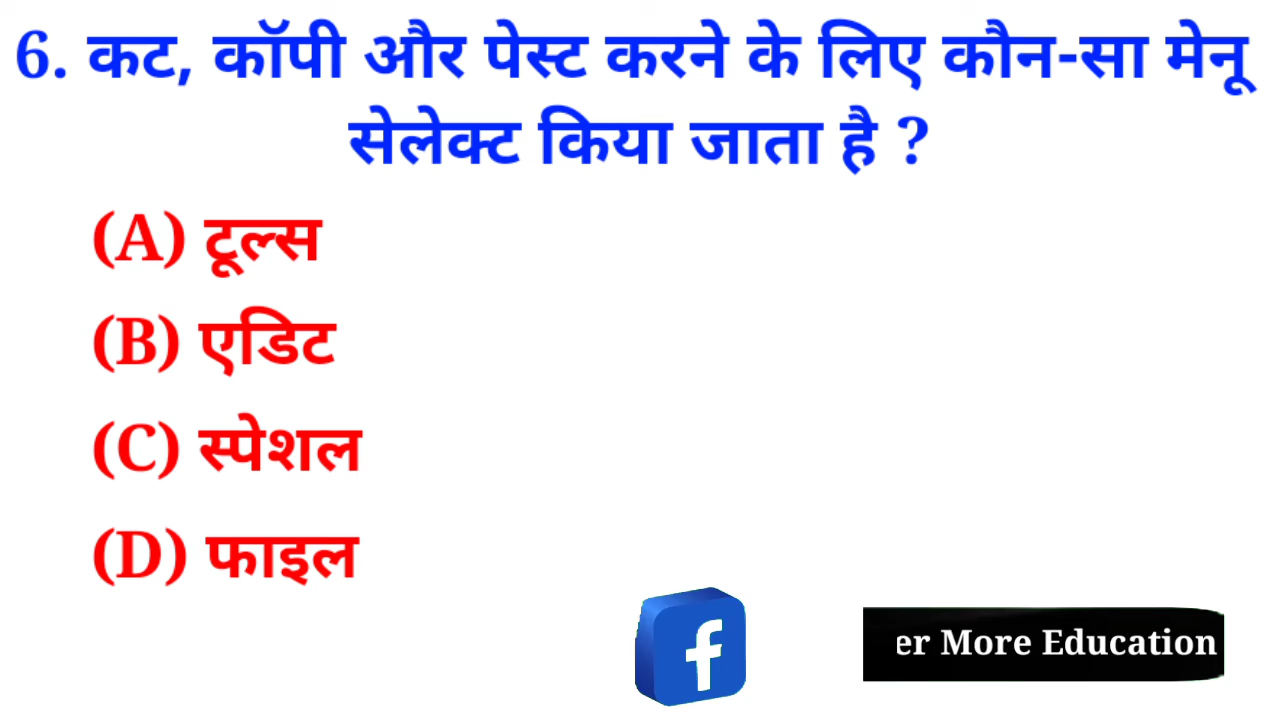 6. कट, कॉपी और पेस्ट करने के लिए कौन-सा मेनू
सेलेक्ट किया जाता है ?
(A) टूल्स
(B) एडिट
(C) स्पेशल
(D) फाइल
er More Education